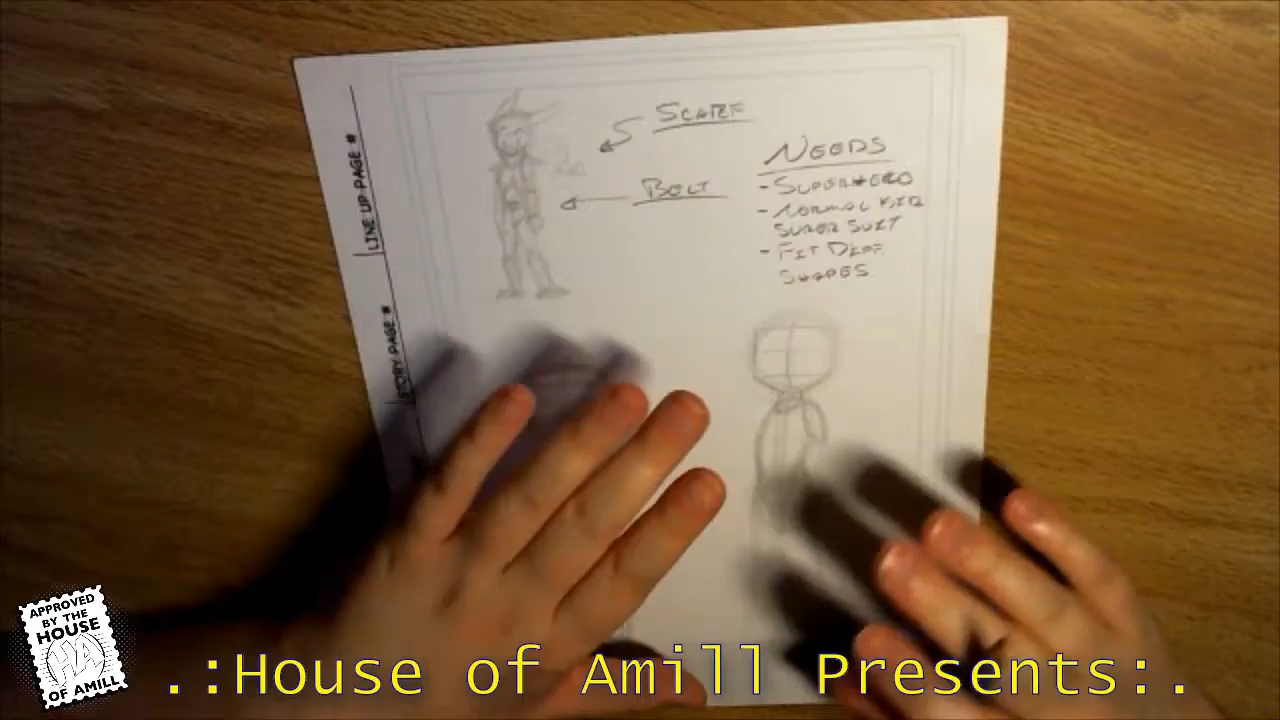 LINE UP PAGE #
STORY PAGE #
SCARF
BELT
NEEDS
- SUPERHERO
- NORMAL KID
SUPER SUIT
- FIT DIFF
SHAPES
APPROVED
BY THE
HOUSE
HA
OF AMILL
.:House of Amill Presents:.